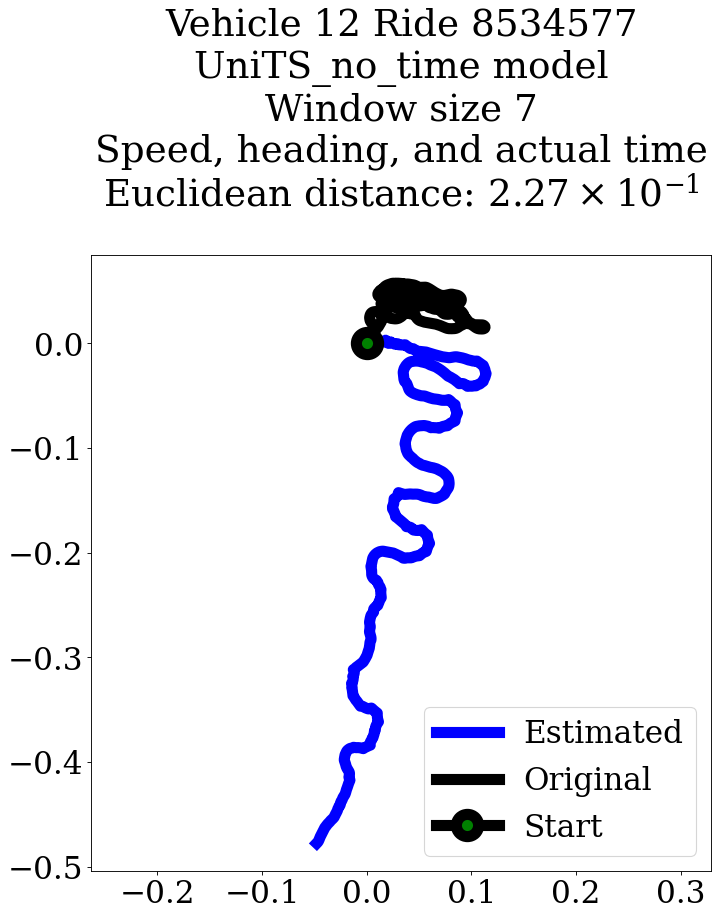 Vehicle 12 Ride 8534577
UniTS_no_time model
Window size 7
Speed, heading, and actual time
Euclidean distance: 2.27 × 10⁻¹
0.0
−0.1
−0.2
−0.3
−0.4
−0.5
−0.2 −0.1 0.0 0.1 0.2 0.3
Estimated
Original
Start